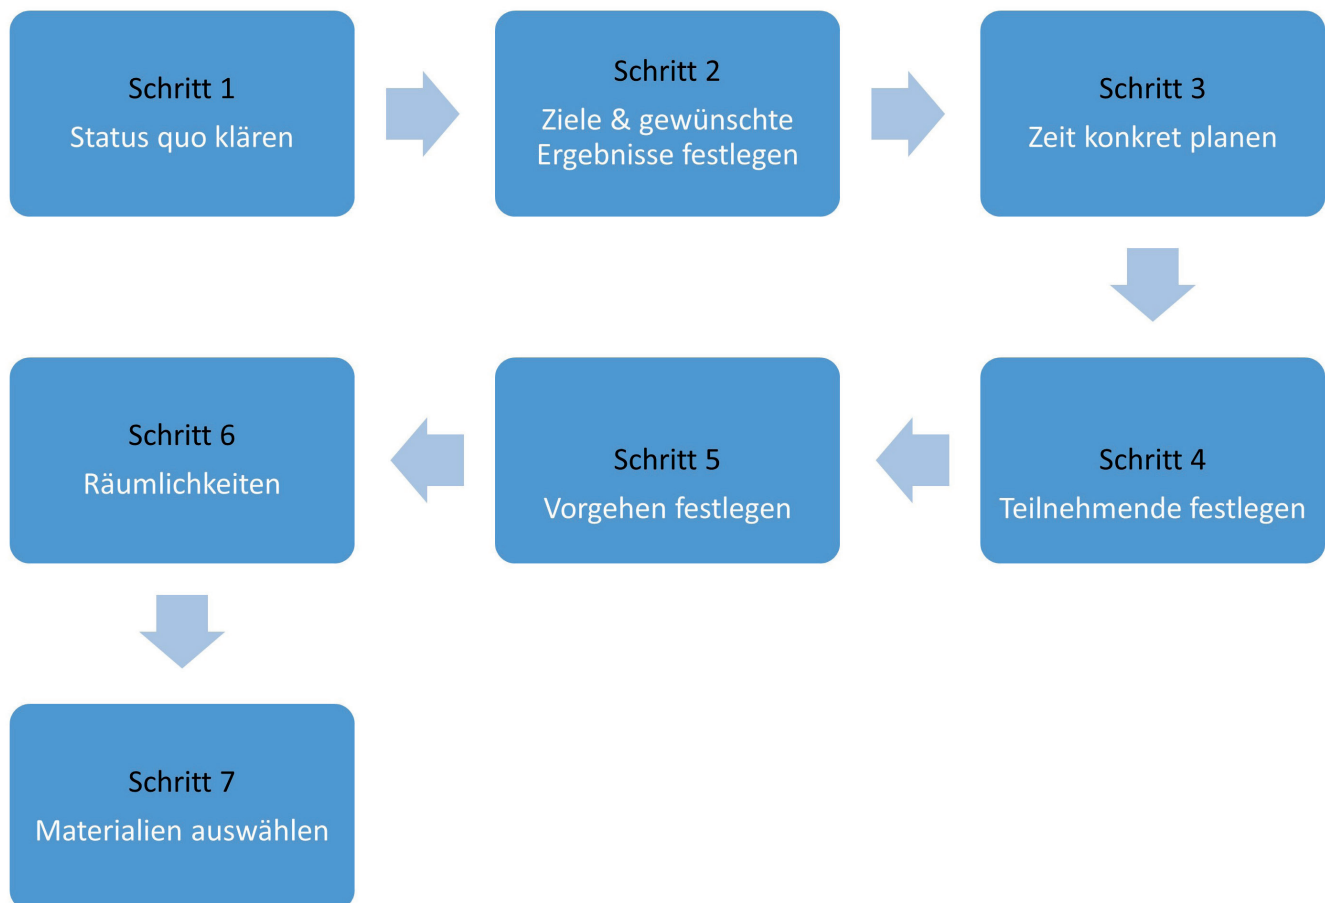 Schritt 1
Status quo klären
Schritt 2
Ziele & gewünschte
Ergebnisse festlegen
Schritt 3
Zeit konkret planen
Schritt 4
Teilnehmende festlegen
Schritt 5
Vorgehen festlegen
Schritt 6
Räumlichkeiten
Schritt 7
Materialien auswählen